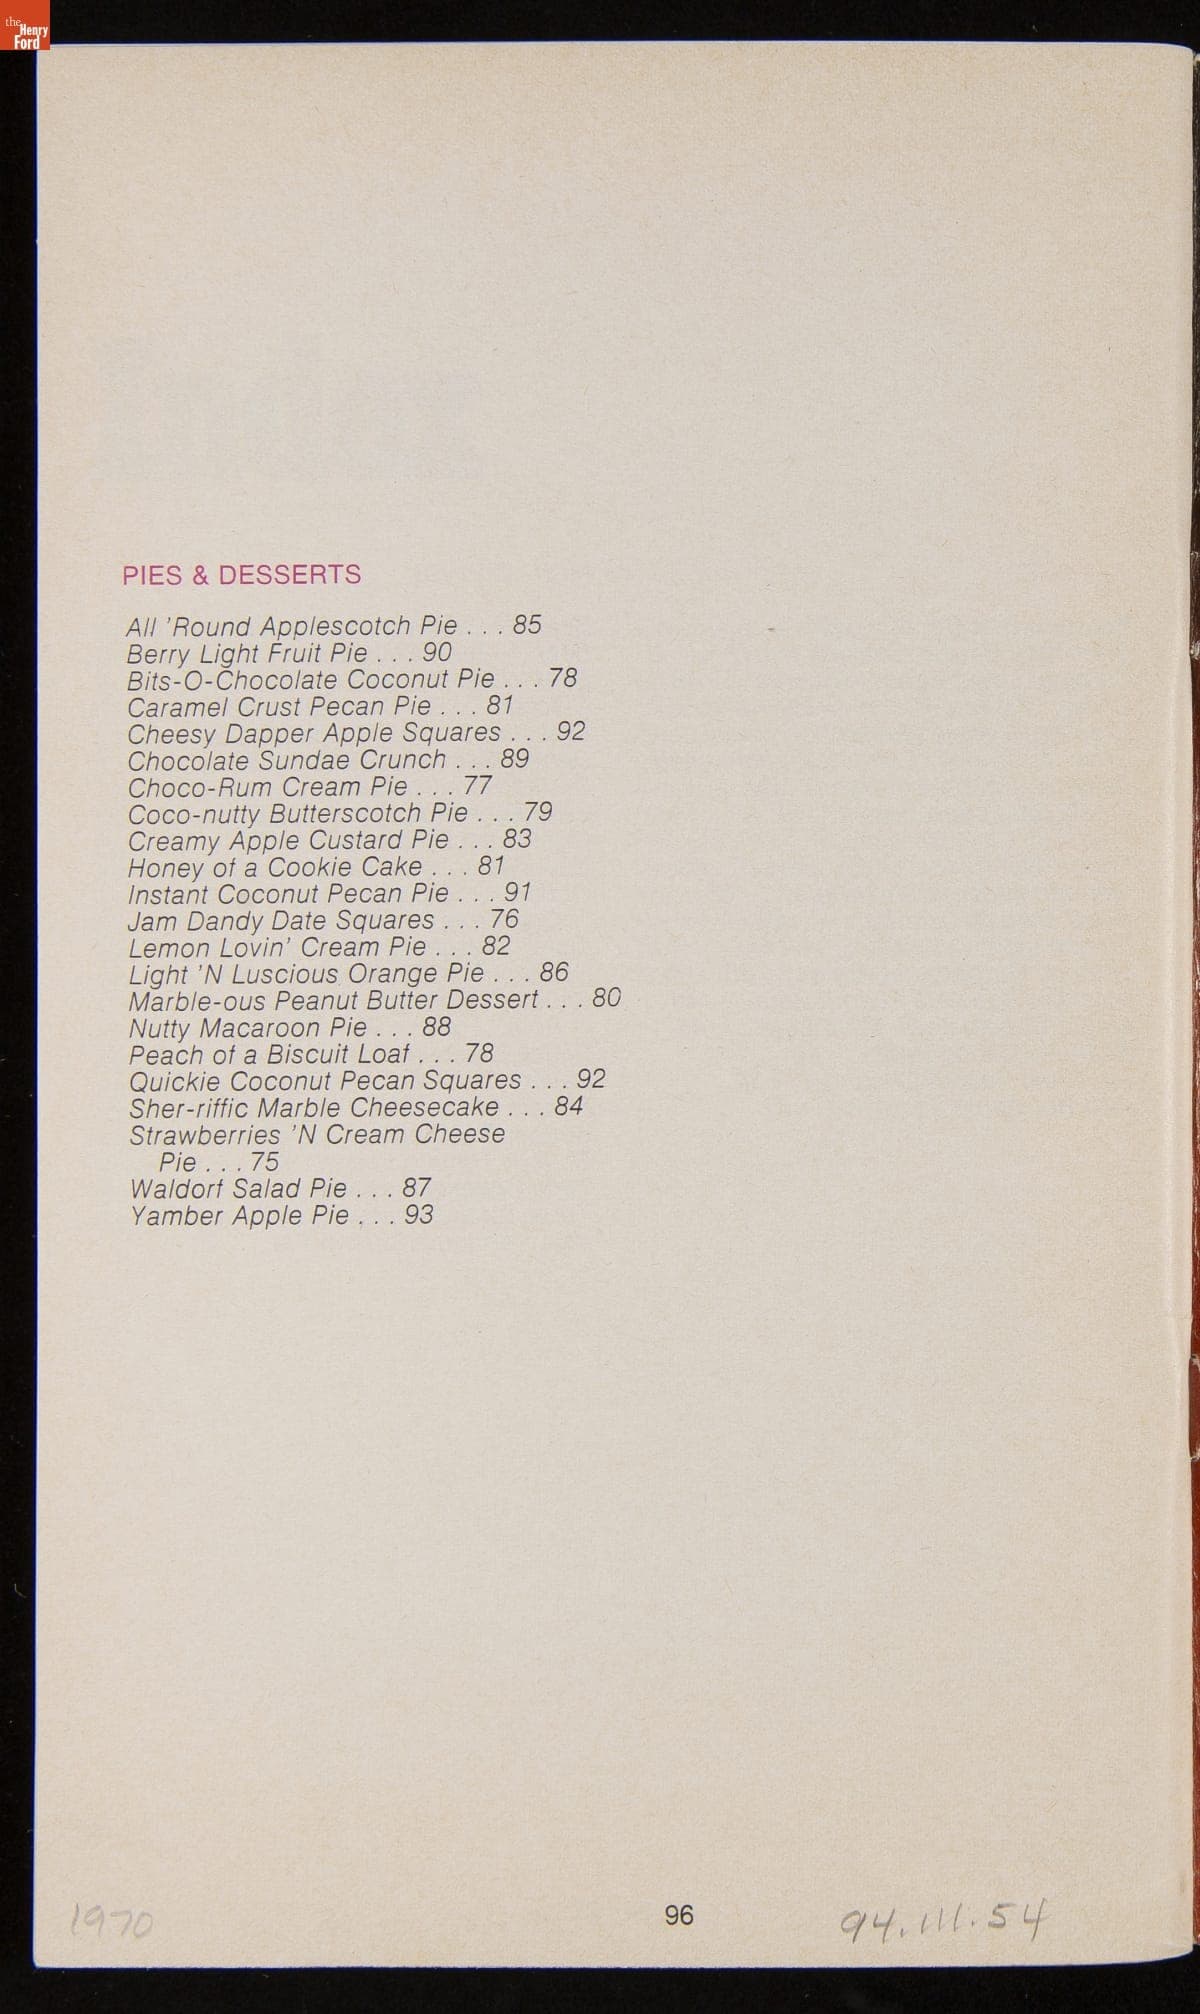 the
Henry
Ford
PIES & DESSERTS
All 'Round Applescotch Pie . . . 85
Berry Light Fruit Pie . . . 90
Bits-O-Chocolate Coconut Pie . . . 78
Caramel Crust Pecan Pie . . . 81
Cheesy Dapper Apple Squares . . . 92
Chocolate Sundae Crunch . . . 89
Choco-Rum Cream Pie . . . 77
Coco-nutty Butterscotch Pie . . . 79
Creamy Apple Custard Pie . . . 83
Honey of a Cookie Cake . . . 81
Instant Coconut Pecan Pie . . . 91
Jam Dandy Date Squares . . . 76
Lemon Lovin' Cream Pie . . . 82
Light 'N Luscious Orange Pie . . . 86
Marble-ous Peanut Butter Dessert . . . 80
Nutty Macaroon Pie . . . 88
Peach of a Biscuit Loaf . . . 78
Quickie Coconut Pecan Squares . . . 92
Sher-riffic Marble Cheesecake . . . 84
Strawberries 'N Cream Cheese
Pie . . . 75
Waldorf Salad Pie . . . 87
Yamber Apple Pie . . . 93
1970
96
94.111.54